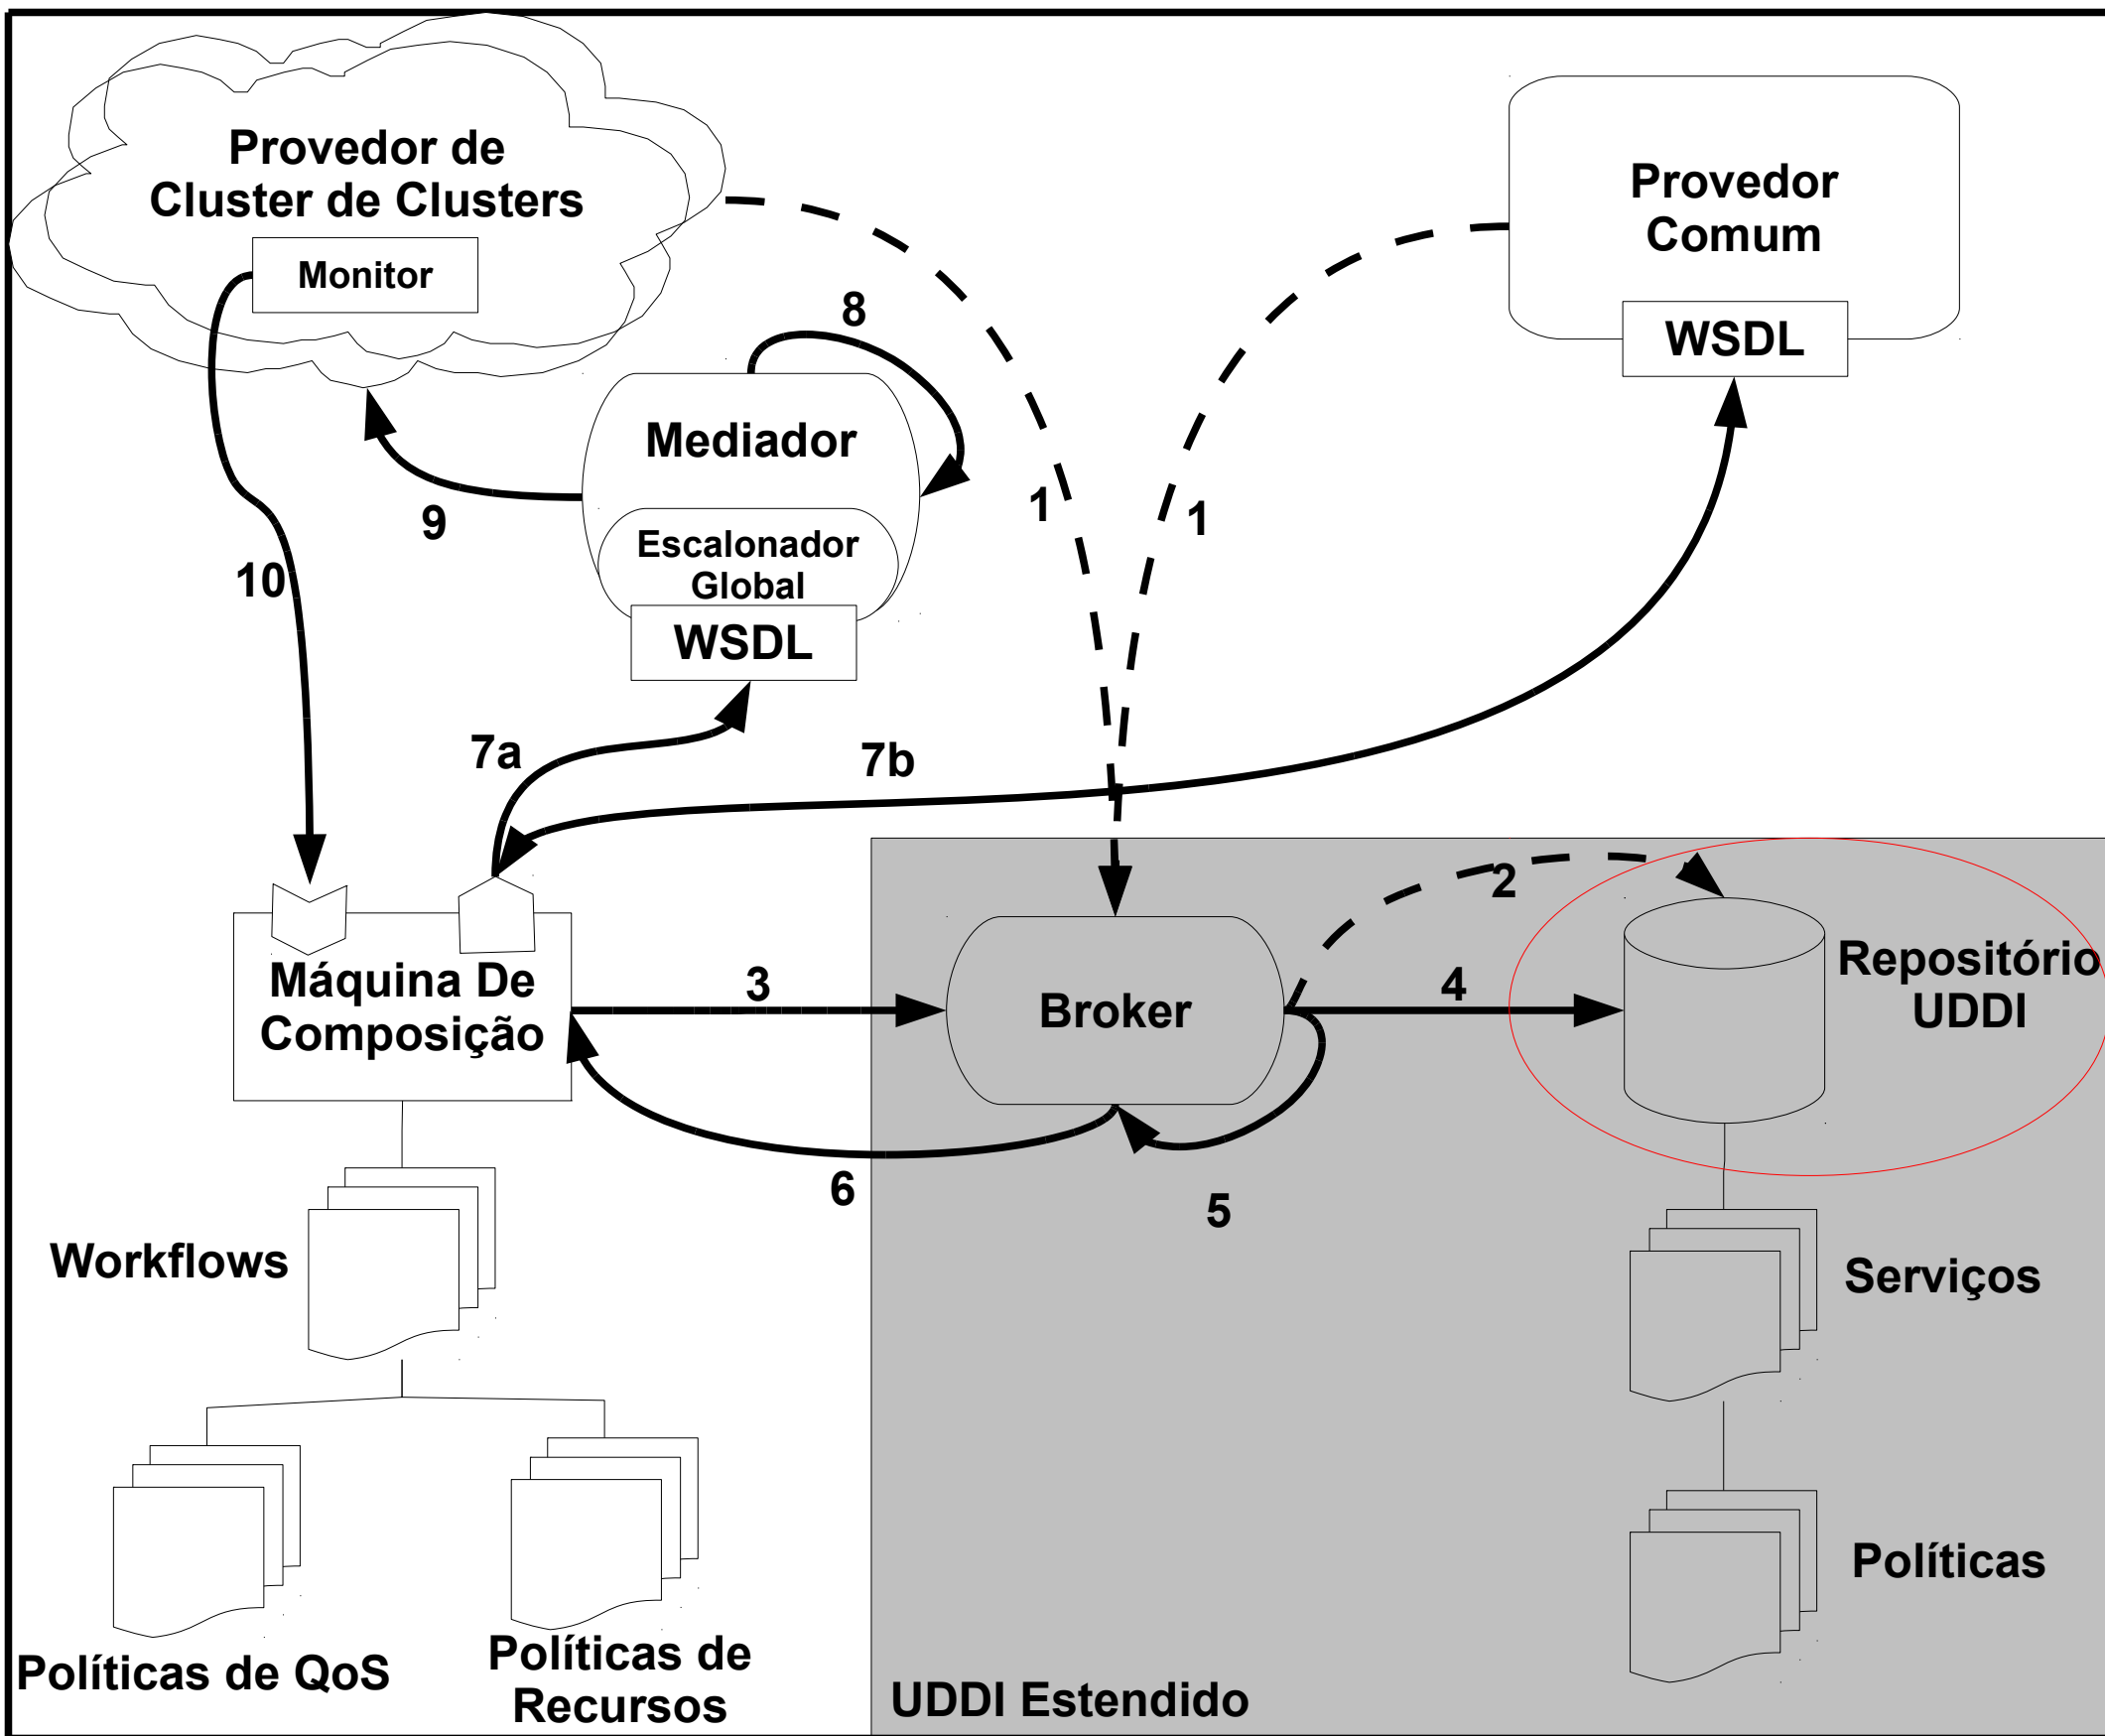 Provedor de
Cluster de Clusters
Monitor
Provedor
Comum
WSDL
8
Mediador
9
1
1
Escalonador
Global
10
WSDL
7a
7b
2
Máquina De
Composição
3
Broker
4
Repositório
UDDI
6
5
Workflows
Serviços
Políticas
Políticas de QoS
Políticas de
Recursos
UDDI Estendido